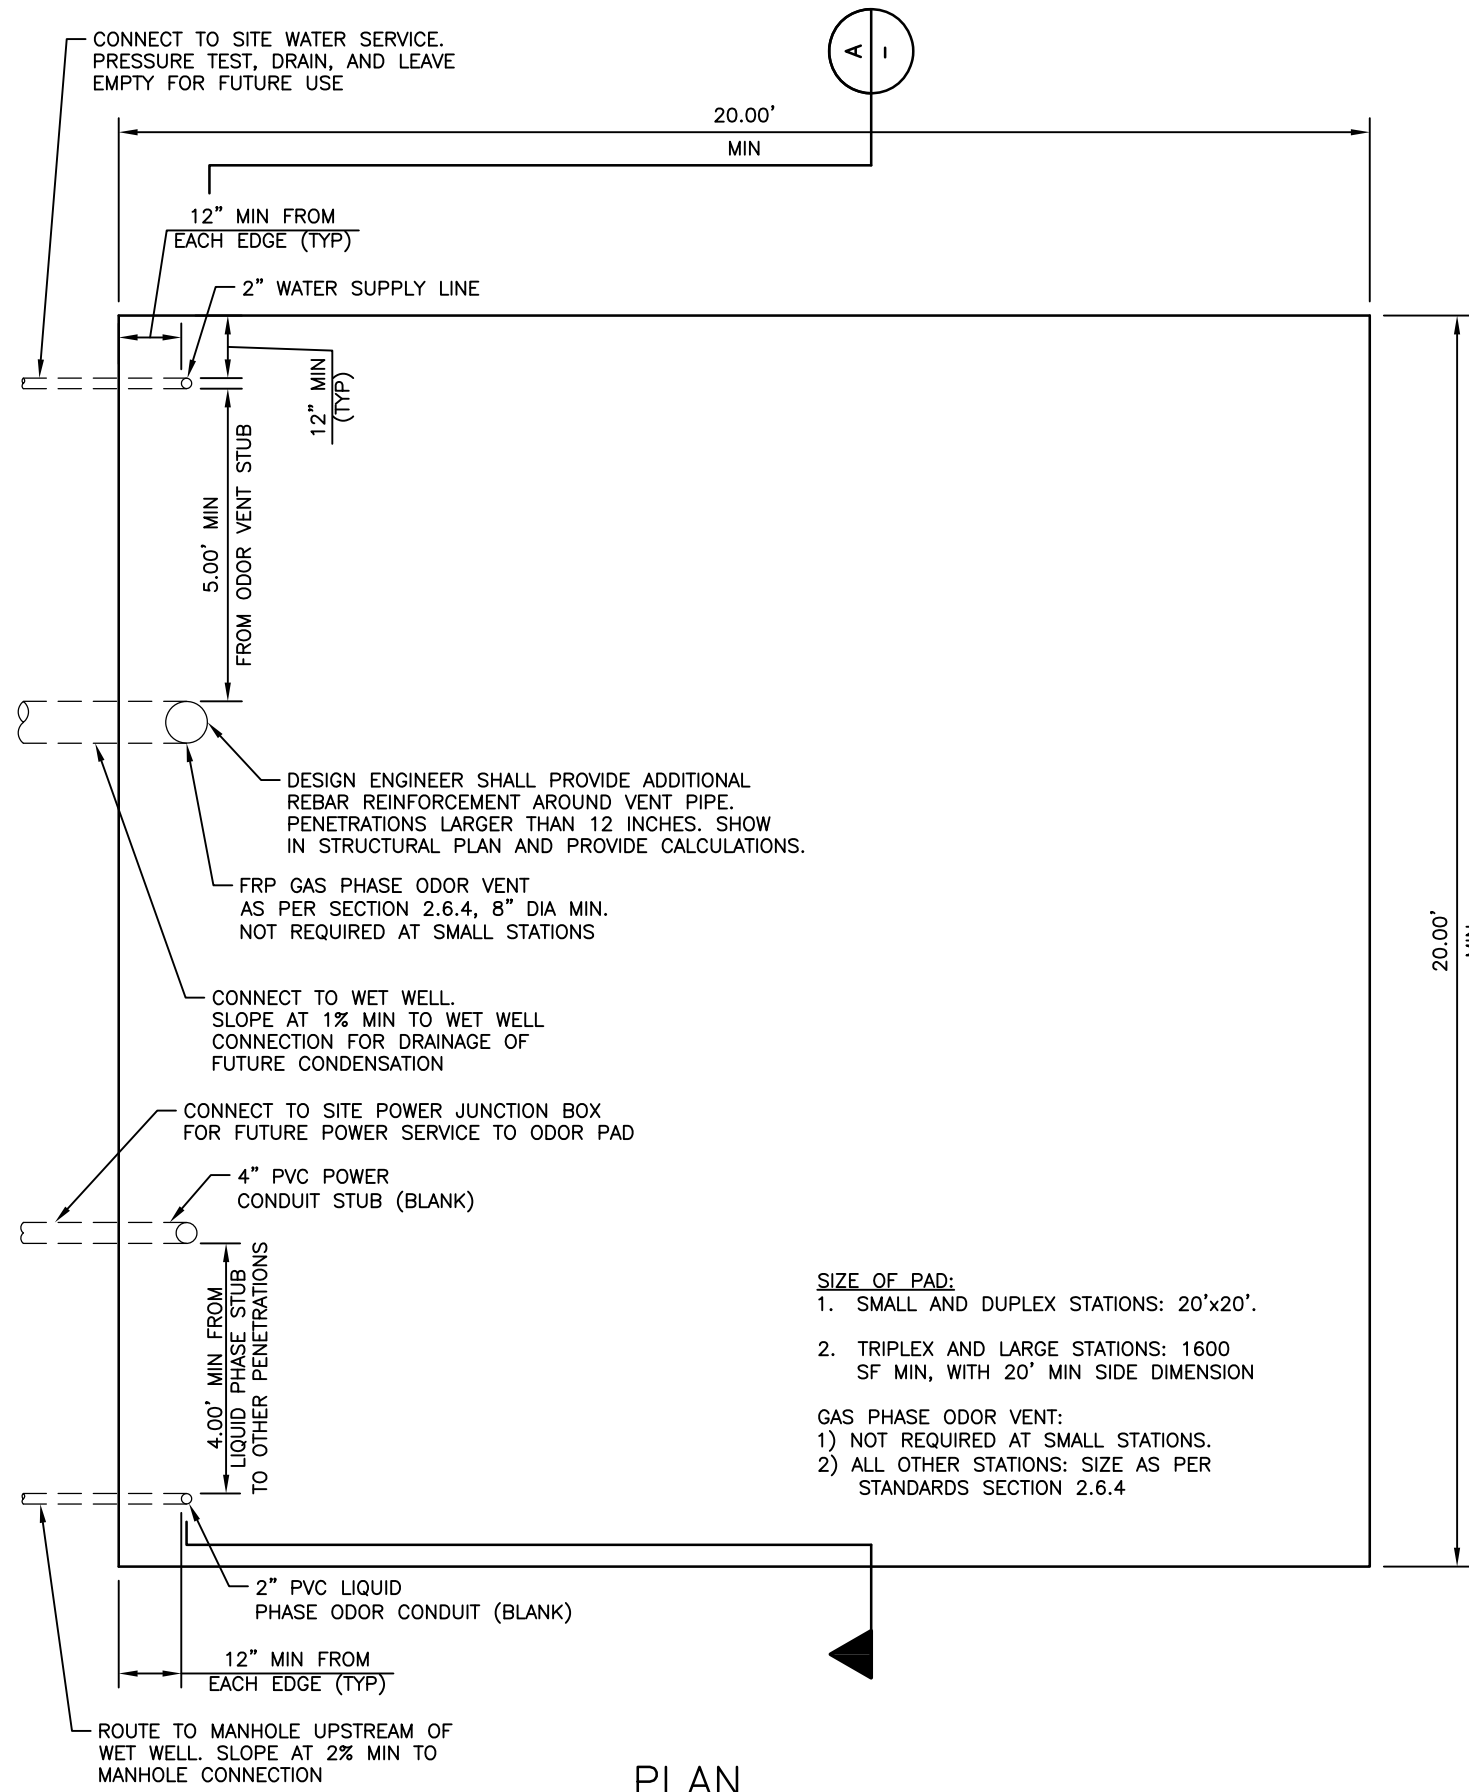 CONNECT TO SITE WATER SERVICE.
PRESSURE TEST, DRAIN, AND LEAVE
EMPTY FOR FUTURE USE
A
-
20.00'
MIN
12" MIN FROM
EACH EDGE (TYP)
2" WATER SUPPLY LINE
12" MIN
(TYP)
5.00' MIN
FROM ODOR VENT STUB
DESIGN ENGINEER SHALL PROVIDE ADDITIONAL
REBAR REINFORCEMENT AROUND VENT PIPE.
PENETRATIONS LARGER THAN 12 INCHES. SHOW
IN STRUCTURAL PLAN AND PROVIDE CALCULATIONS.
FRP GAS PHASE ODOR VENT
AS PER SECTION 2.6.4, 8" DIA MIN.
NOT REQUIRED AT SMALL STATIONS
20.00'
MIN
CONNECT TO WET WELL.
SLOPE AT 1% MIN TO WET WELL
CONNECTION FOR DRAINAGE OF
FUTURE CONDENSATION
CONNECT TO SITE POWER JUNCTION BOX
FOR FUTURE POWER SERVICE TO ODOR PAD
4" PVC POWER
CONDUIT STUB (BLANK)
4.00' MIN FROM
LIQUID PHASE STUB
TO OTHER PENETRATIONS
SIZE OF PAD:
1. SMALL AND DUPLEX STATIONS: 20'x20'.
2. TRIPLEX AND LARGE STATIONS: 1600
SF MIN, WITH 20' MIN SIDE DIMENSION
GAS PHASE ODOR VENT:
1) NOT REQUIRED AT SMALL STATIONS.
2) ALL OTHER STATIONS: SIZE AS PER
STANDARDS SECTION 2.6.4
2" PVC LIQUID
PHASE ODOR CONDUIT (BLANK)
12" MIN FROM
EACH EDGE (TYP)
ROUTE TO MANHOLE UPSTREAM OF
WET WELL. SLOPE AT 2% MIN TO
MANHOLE CONNECTION
PLAN